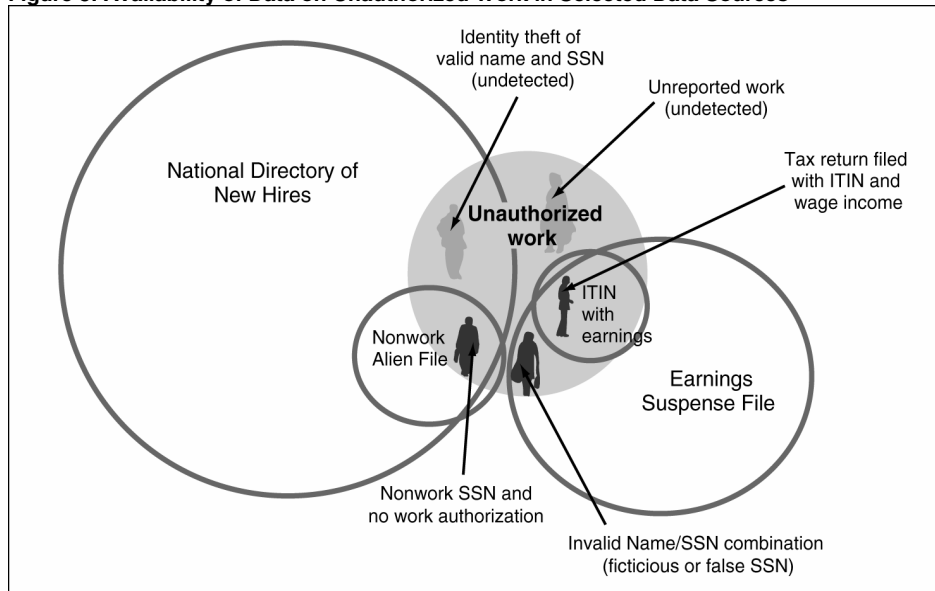 Figure Availability of Data on Unauthorized Work in Selected Data Sources
Identity theft of
valid name and SSN
(undetected)
Unreported work
(undetected)
Tax return filed
with ITIN and
wage income
National Directory of
New Hires
Unauthorized
work
ITIN
with
earnings
Nonwork
Alien File
Earnings
Suspense File
Nonwork SSN and
no work authorization
Invalid Name/SSN combination
(ficticious or false SSN)